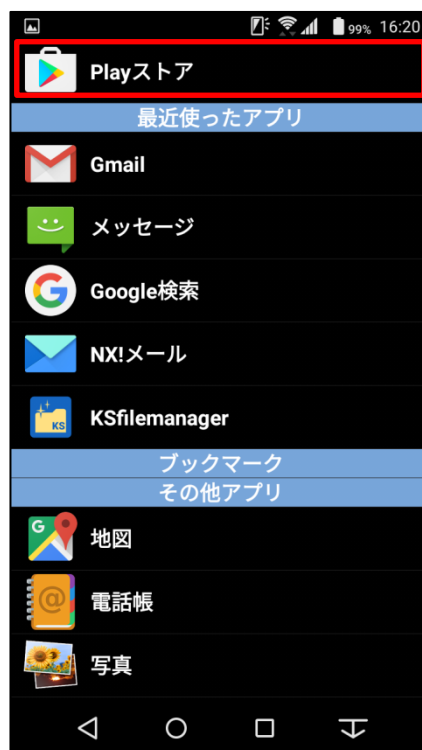 99% 16:20
Playストア
最近使ったアプリ
Gmail
メッセージ
Google検索
NX!メール
KS
KSfilemanager
ブックマーク
その他アプリ
G
地図
@
電話帳
写真